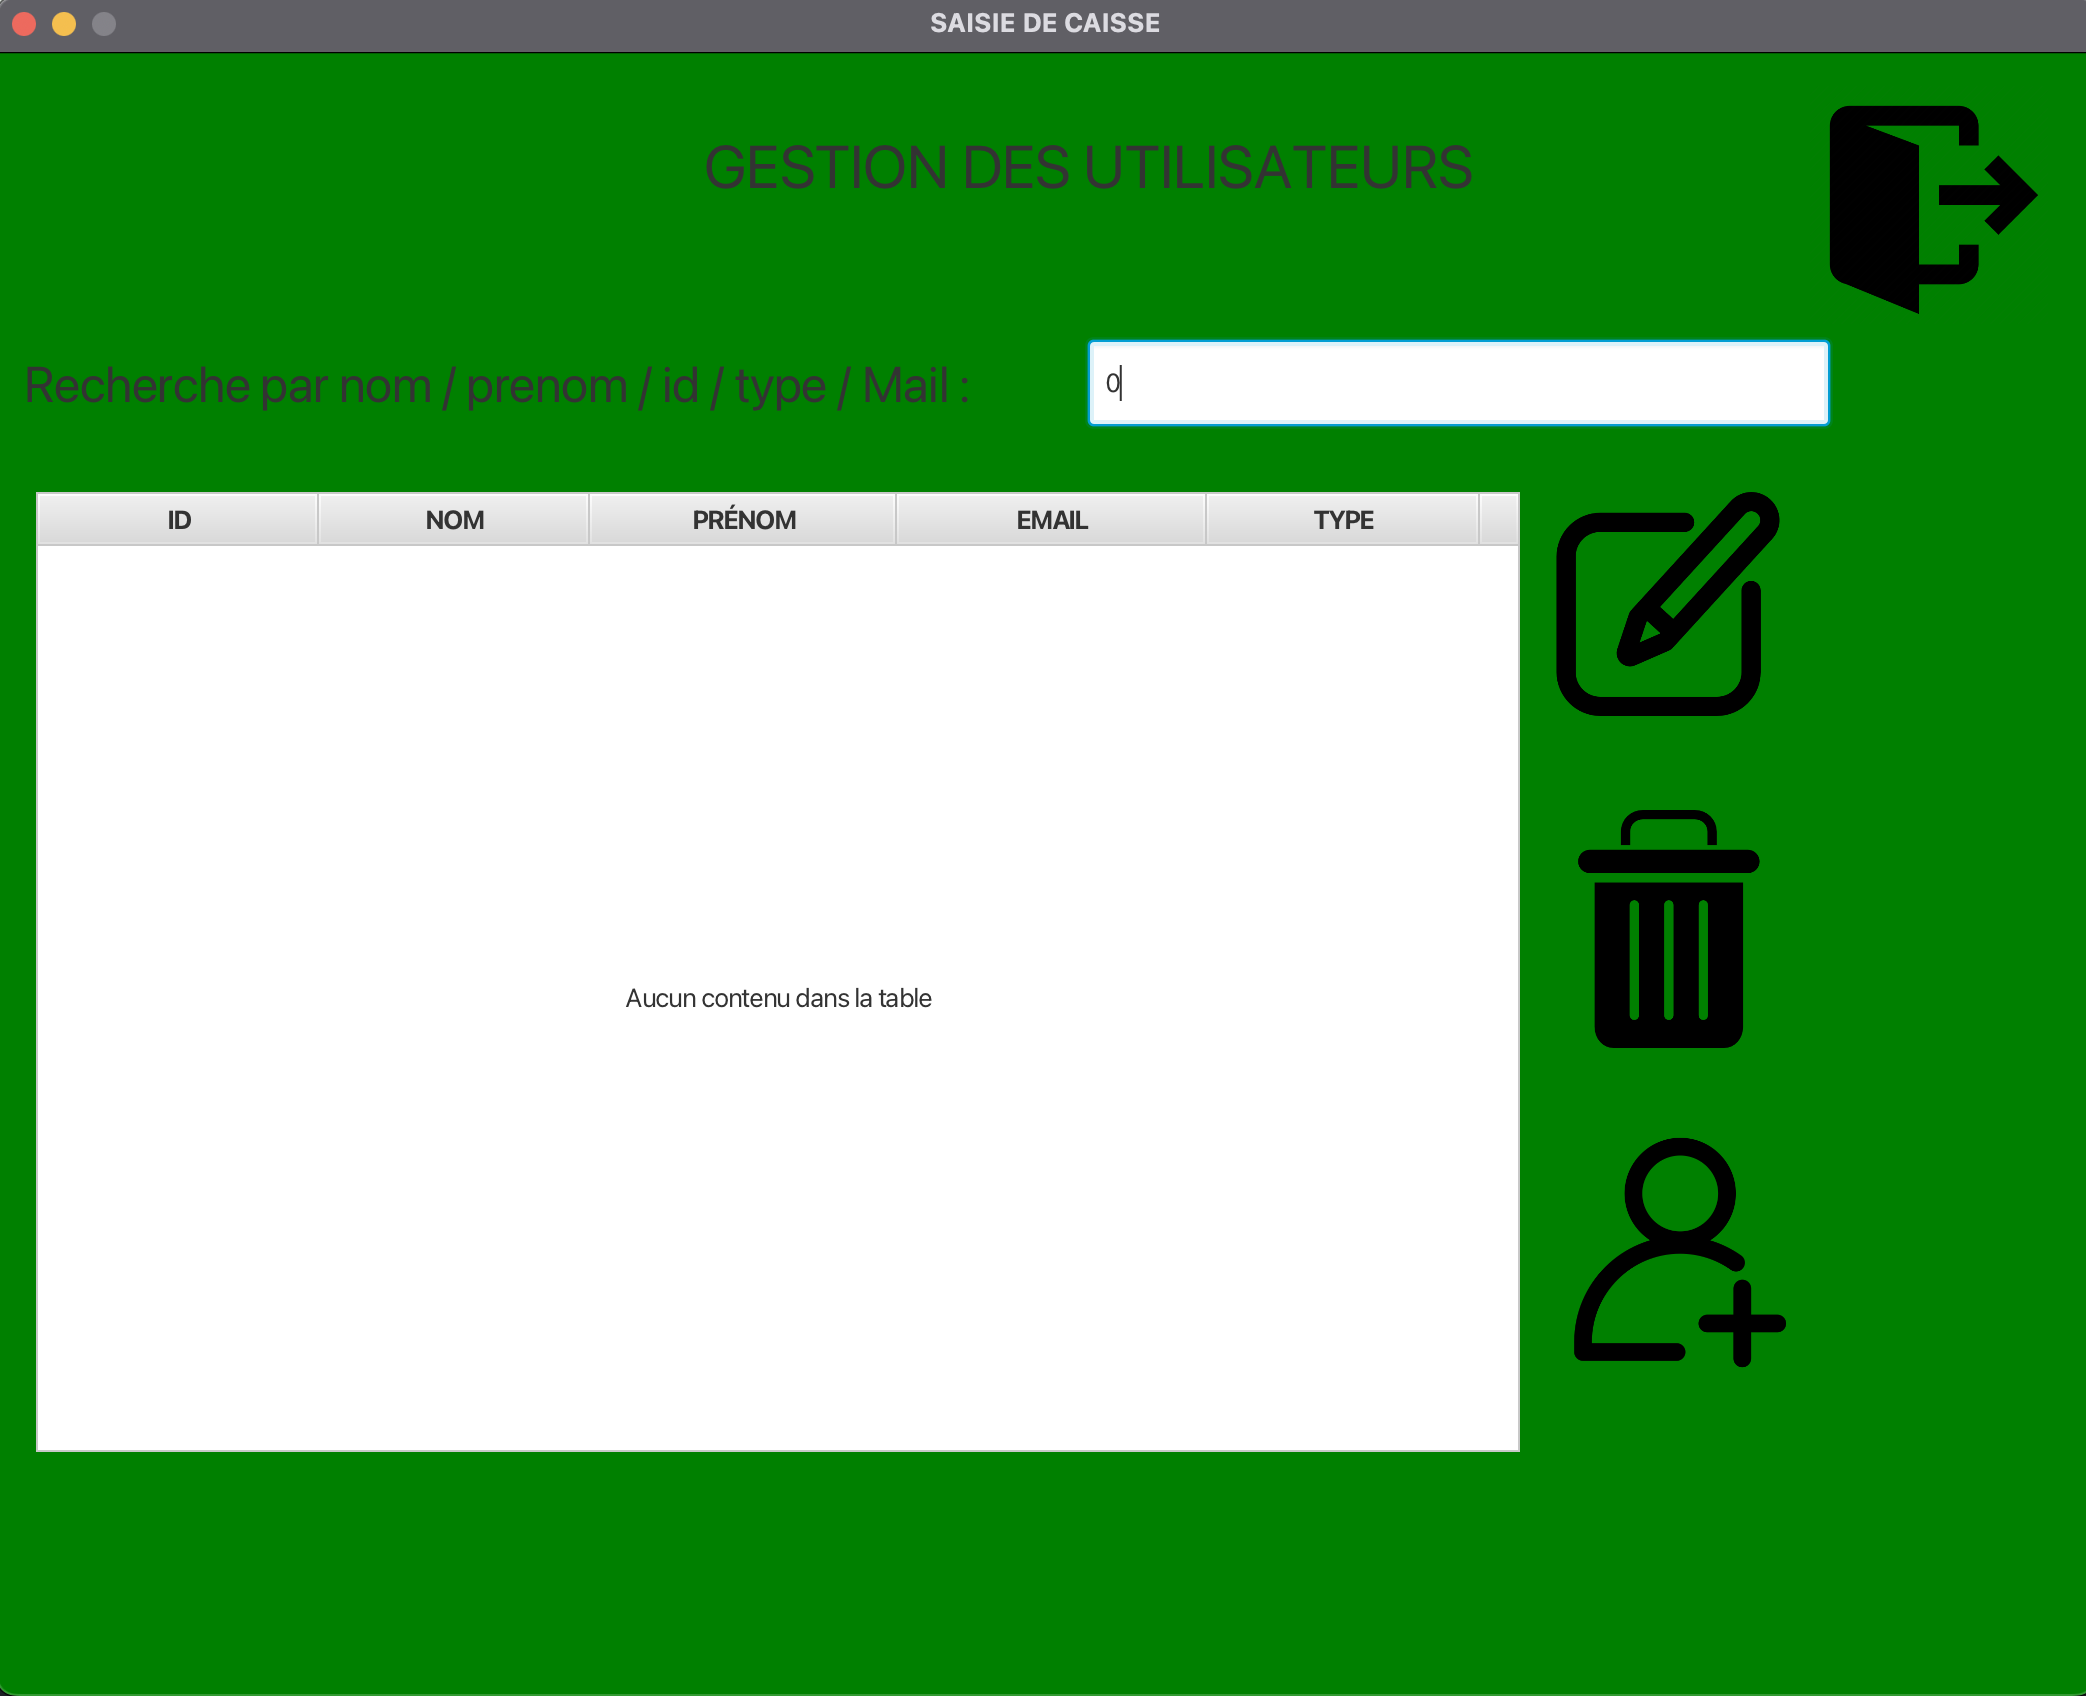 SAISIE DE CAISSE
GESTION DES UTILISATEURS
Recherche par nom / prenom / id / type / Mail :
0
ID NOM PRÉNOM EMAIL TYPE
Aucun contenu dans la table